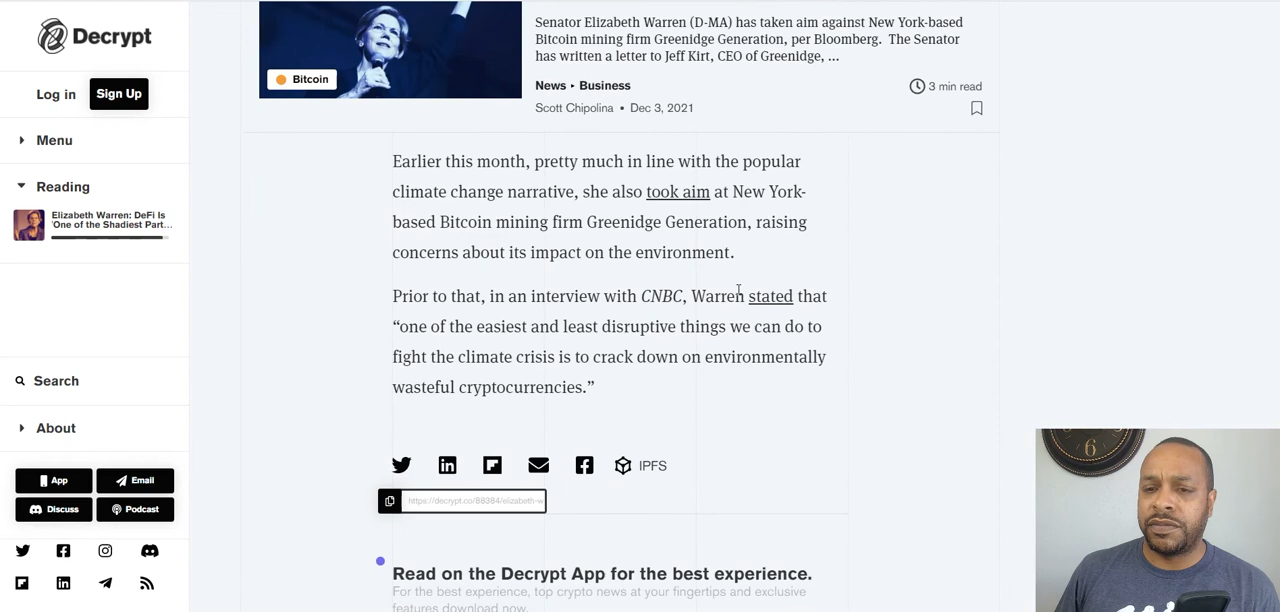 Decrypt
Log in
Sign Up
Menu
Reading
Elizabeth Warren: DeFi Is
'One of the Shadiest Part...
Search
About
App
Email
Discuss
Podcast
Bitcoin
Senator Elizabeth Warren (D-MA) has taken aim against New York-based
Bitcoin mining firm Greenidge Generation, per Bloomberg. The Senator
has written a letter to Jeff Kirt, CEO of Greenidge, ...
News ▸ Business
3 min read
Scott Chipolina • Dec 3, 2021
Earlier this month, pretty much in line with the popular
climate change narrative, she also took aim at New York-
based Bitcoin mining firm Greenidge Generation, raising
concerns about its impact on the environment.
Prior to that, in an interview with CNBC, Warren stated that
“one of the easiest and least disruptive things we can do to
fight the climate crisis is to crack down on environmentally
wasteful cryptocurrencies.”
IPFS
https://decrypt.co/88384/elizabeth-w
Read on the Decrypt App for the best experience.
For the best experience, top crypto news at your fingertips and exclusive
features download now.